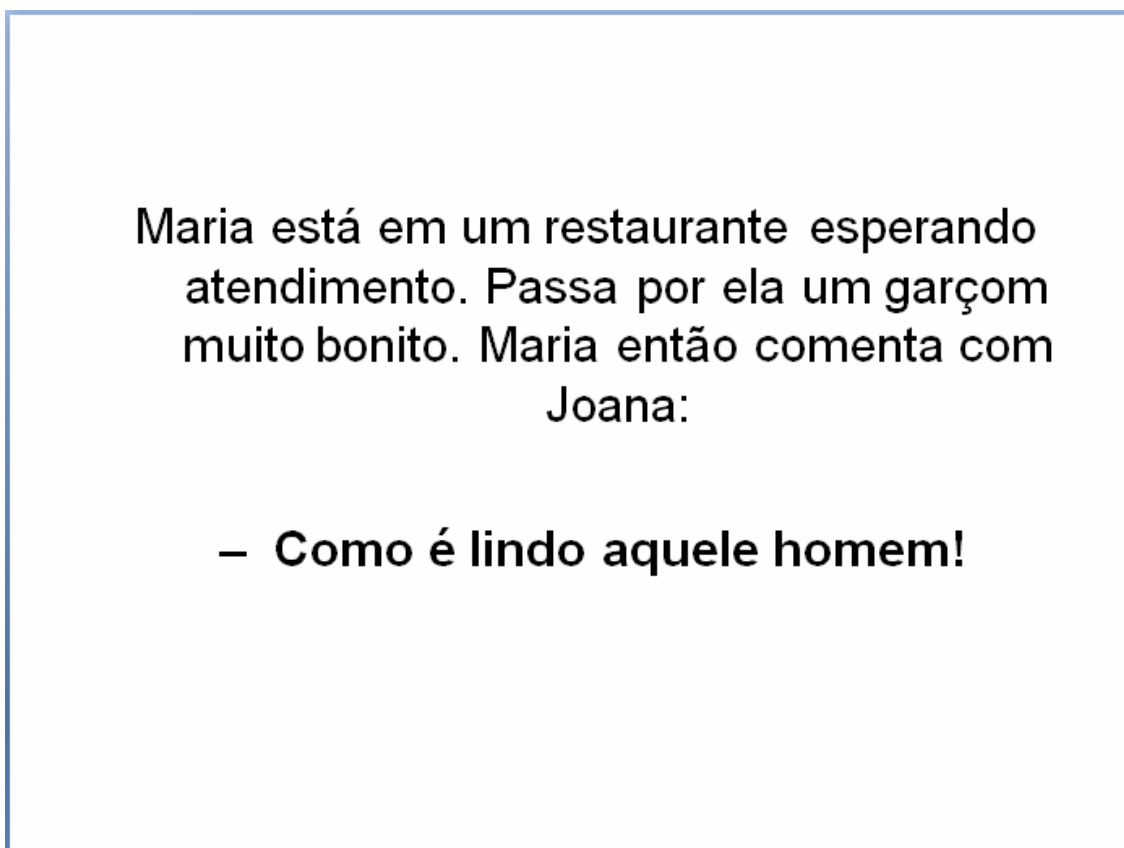 Maria está em um restaurante esperando
atendimento. Passa por ela um garçom
muito bonito. Maria então comenta com
Joana:
– Como é lindo aquele homem!